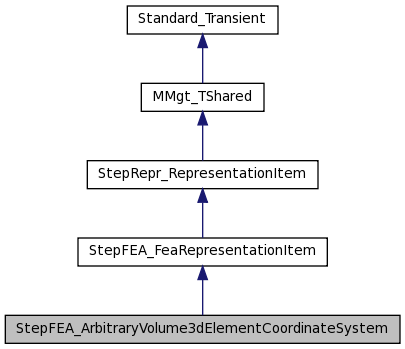 Standard_Transient
MMgt_TShared
StepRepr_RepresentationItem
StepFEA_FeaRepresentationItem
StepFEA_ArbitraryVolume3dElementCoordinateSystem